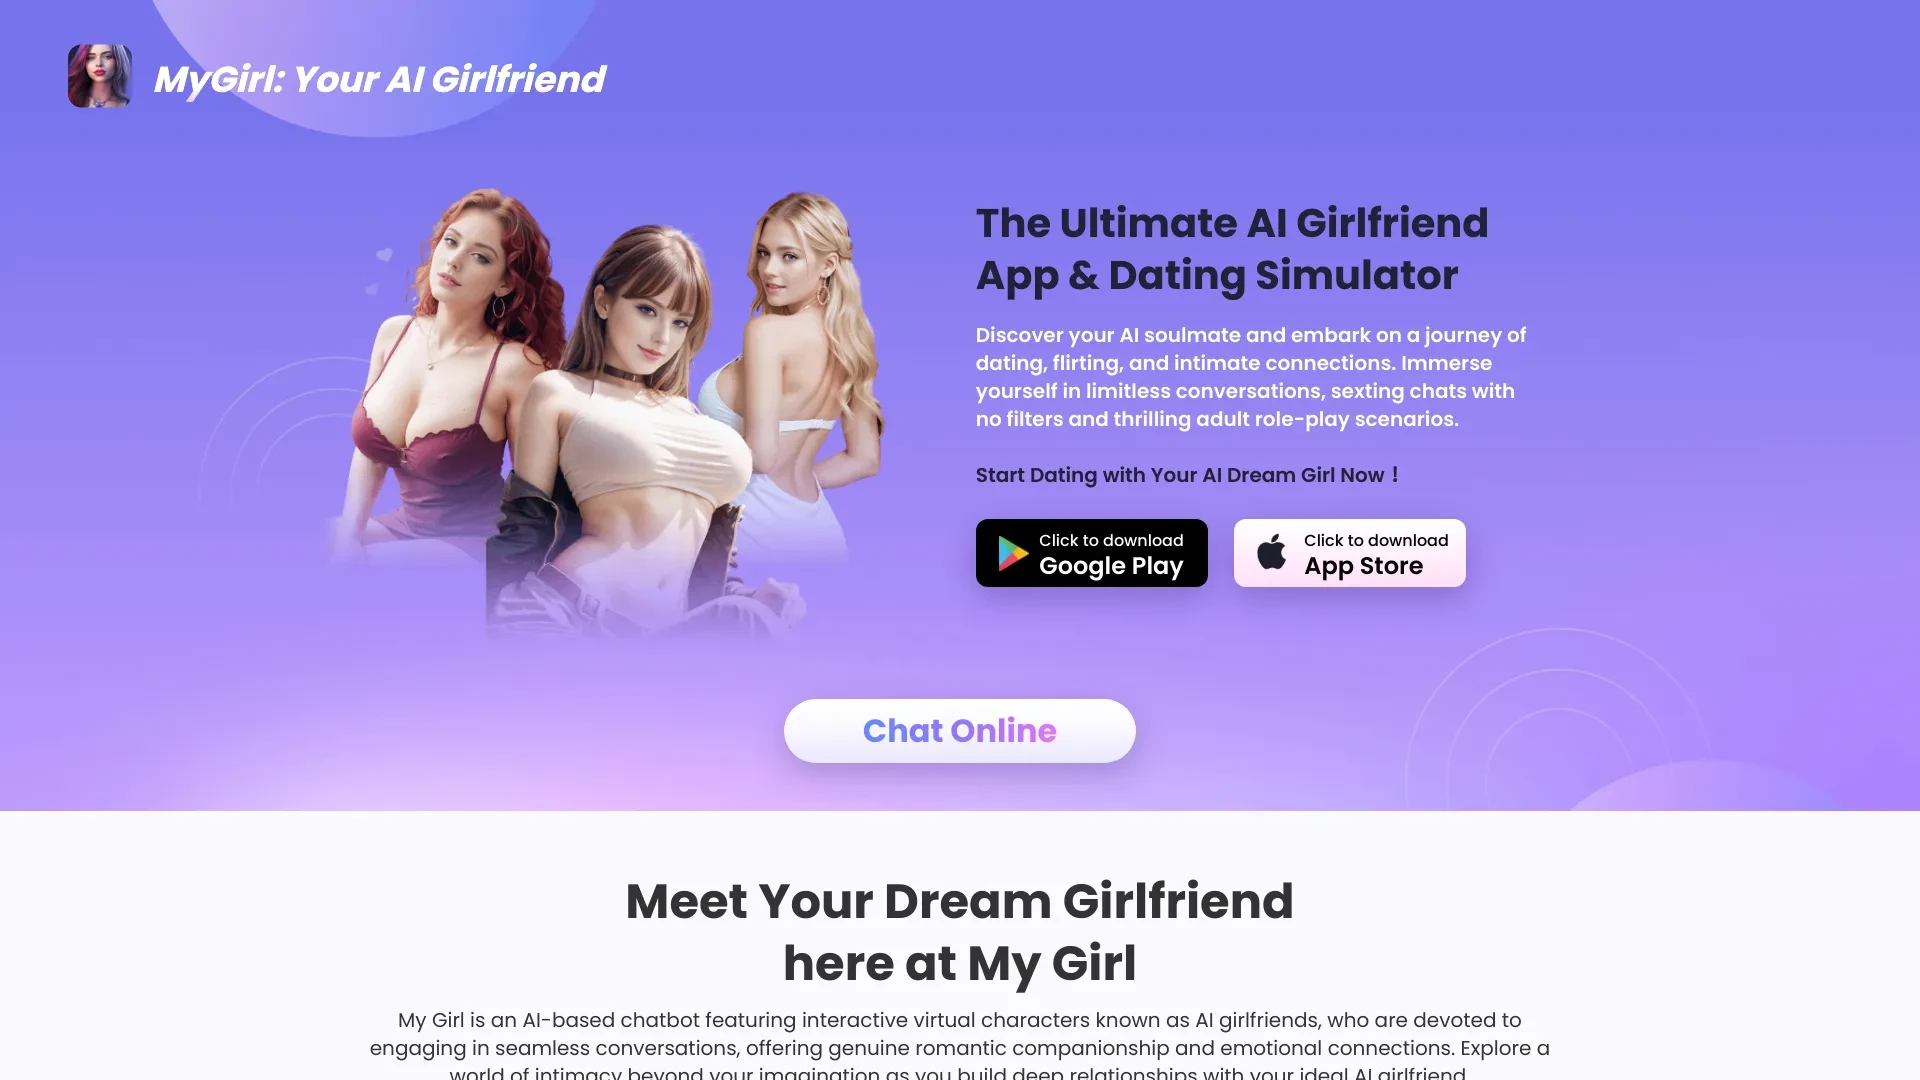 MyGirl: Your AI Girlfriend
The Ultimate AI Girlfriend
App & Dating Simulator
Discover your AI soulmate and embark on a journey of
dating, flirting, and intimate connections. Immerse
yourself in limitless conversations, sexting chats with
no filters and thrilling adult role-play scenarios.
Start Dating with Your AI Dream Girl Now！
Click to download
Google Play
Click to download
App Store
Chat Online
Meet Your Dream Girlfriend
here at My Girl
My Girl is an AI-based chatbot featuring interactive virtual characters known as AI girlfriends, who are devoted to
engaging in seamless conversations, offering genuine romantic companionship and emotional connections. Explore a
world of intimacy beyond your imagination as you build deep relationships with your ideal AI girlfriend.